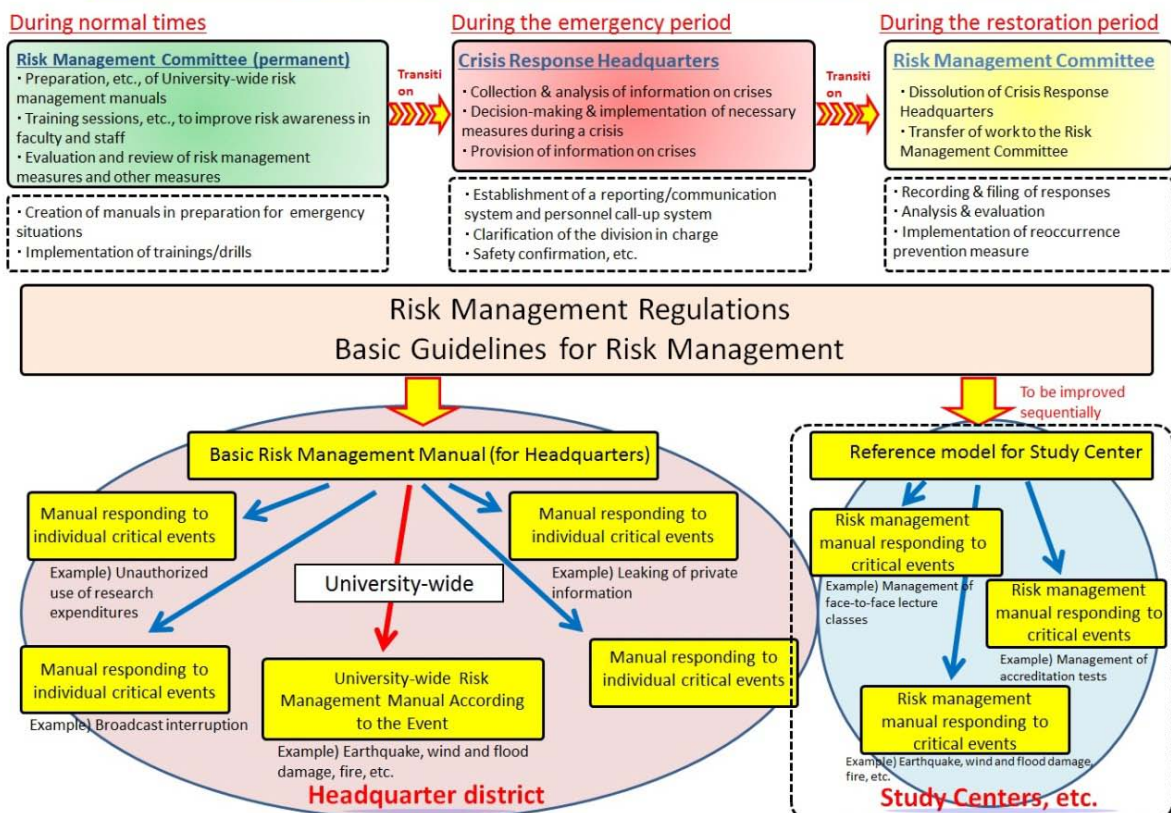 During normal times
Risk Management Committee (permanent)
・Preparation, etc., of University-wide risk
management manuals
・Training sessions, etc., to improve risk awareness in
faculty and staff
・Evaluation and review of risk management
measures and other measures
・Creation of manuals in preparation for emergency
situations
・Implementation of trainings/drills
Transiti
on
During the emergency period
Crisis Response Headquarters
・Collection & analysis of information on crises
・Decision-making & implementation of necessary
measures during a crisis
・Provision of information on crises
・Establishment of a reporting/communication
system and personnel call-up system
・Clarification of the division in charge
・Safety confirmation, etc.
Transiti
on
During the restoration period
Risk Management Committee
・Dissolution of Crisis Response
Headquarters
・Transfer of work to the Risk
Management Committee
・Recording & filing of responses
・Analysis & evaluation
・Implementation of reoccurrence
prevention measure
Risk Management Regulations
Basic Guidelines for Risk Management
To be improved
sequentially
Basic Risk Management Manual (for Headquarters)
Manual responding to
individual critical events
Example) Unauthorized
use of research
expenditures
Manual responding to
individual critical events
Example) Leaking of private
information
University-wide
Manual responding to
individual critical events
Example) Broadcast interruption
University-wide Risk
Management Manual According
to the Event
Example) Earthquake, wind and flood
damage, fire, etc.
Manual responding to
individual critical events
Headquarter district
Reference model for Study Center
Risk management
manual responding to
critical events
Example) Management of
face-to-face lecture
classes
Risk management
manual responding to
critical events
Example) Management of
accreditation tests
Risk management
manual responding to
critical events
Example) Earthquake, wind and flood damage,
fire, etc.
Study Centers, etc.